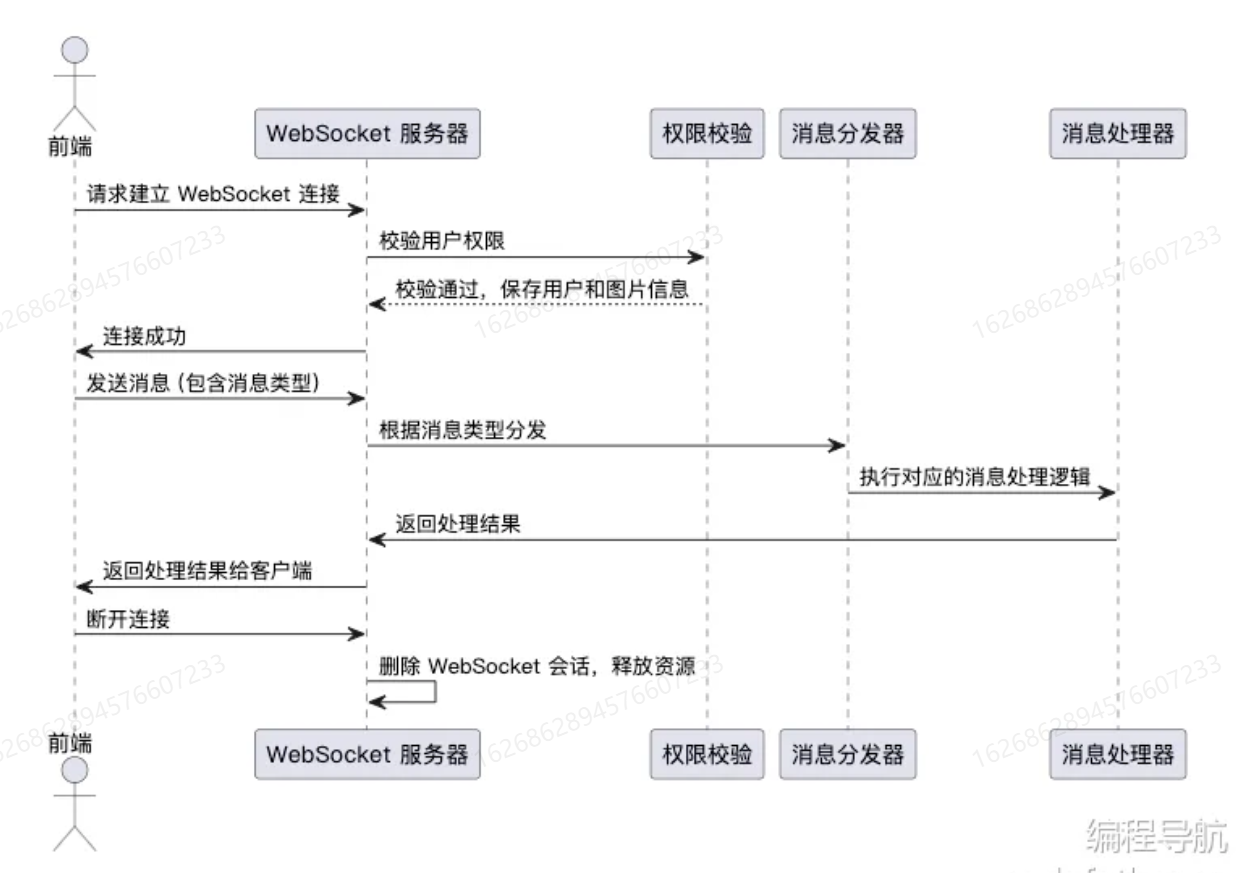 前端
WebSocket 服务器
权限校验
消息分发器
消息处理器
请求建立 WebSocket 连接
校验用户权限
校验通过，保存用户和图片信息
连接成功
发送消息 (包含消息类型)
根据消息类型分发
执行对应的消息处理逻辑
返回处理结果
返回处理结果给客户端
断开连接
删除 WebSocket 会话，释放资源
前端
WebSocket 服务器
权限校验
消息分发器
消息处理器
1626862894576607233
1626862894576607233
1626862894576607233
1626862894576607233
编程导航